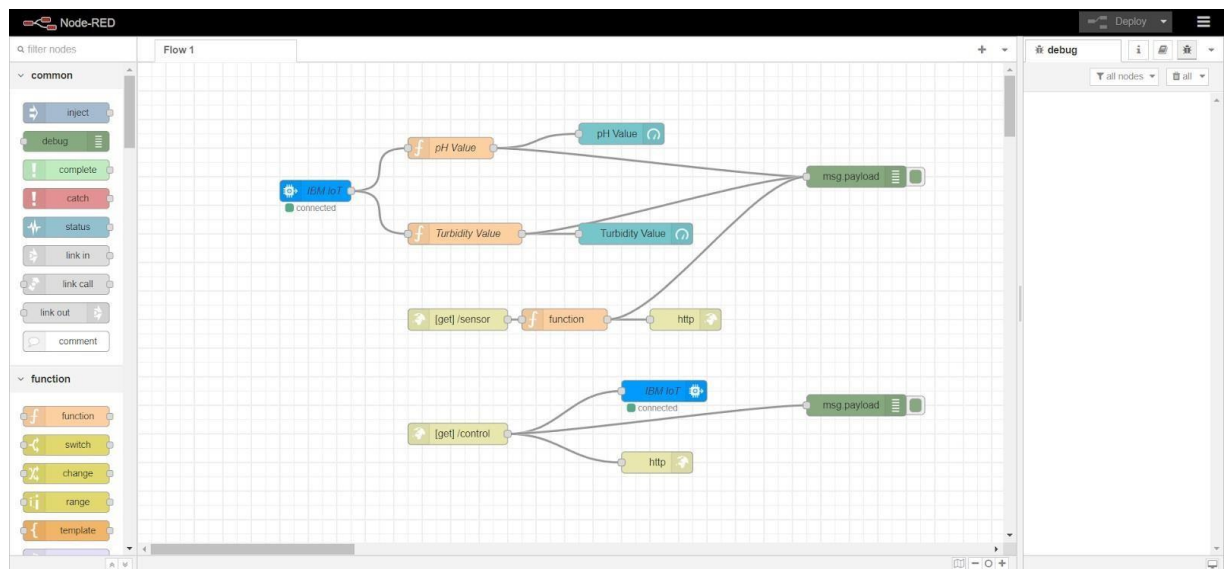 Node-RED
Deploy
filter nodes
Flow 1
debug
i
all nodes
all
common
inject
debug
complete
catch
status
link in
link call
link out
comment
function
function
switch
change
range
template
IBM IoT
connected
pH Value
pH Value
msg.payload
Turbidity Value
Turbidity Value
[get] /sensor
function
http
IBM IoT
connected
msg.payload
[get] /control
http